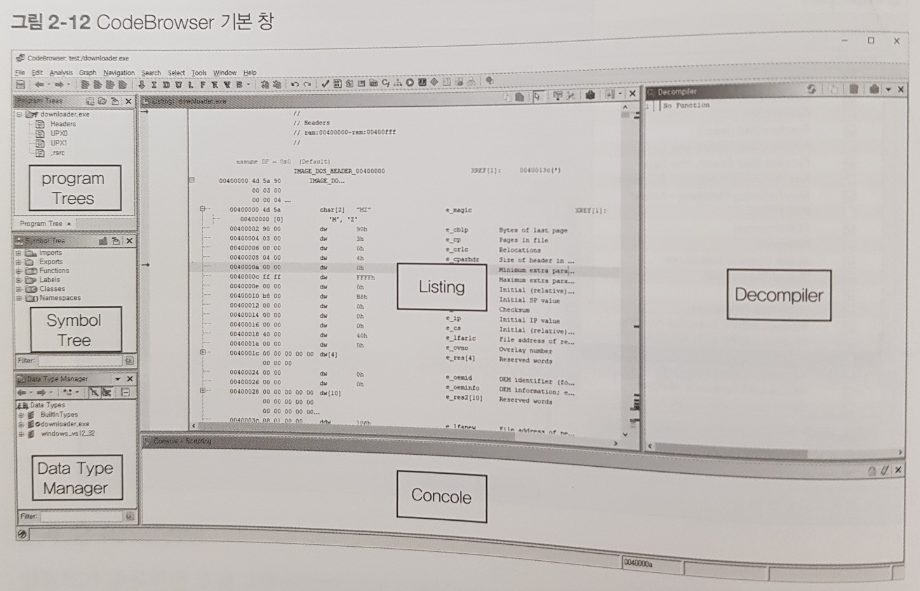 그림 2-12 CodeBrowser 기본 창
CodeBrowser: test:/downloader.exe
File Edit Analysis Graph Navigation Search Select Tools Window Help
Program Trees
downloader.exe
Headers
UPX0
UPX1
.rsrc
program
Trees
Program Tree
Symbol Tree
Imports
Exports
Functions
Labels
Classes
Namespaces
Symbol
Tree
Filter:
Data Type Manager
Data Types
BuiltInTypes
downloader.exe
windows_vs12_32
Data Type
Manager
Filter:
Listing: downloader.exe
//
// Headers
// ram:00400000-ram:00400fff
//
assume DF = 0x0 (Default)
IMAGE_DOS_HEADER_00400000 XREF[1]: 00400130(*)
00400000 4d 5a 90 IMAGE_DO...
00 03 00
00 00 04 ...
00400000 4d 5a char[2] "MZ" e_magic XREF[1]:
00400000 [0] 'M', 'Z'
00400002 90 00 dw 90h e_cblp Bytes of last page
00400004 03 00 dw 3h e_cp Pages in file
00400006 00 00 dw 0h e_crlc Relocations
00400008 04 00 dw 4h e_cparhdr Size of header in ...
0040000a 00 00 dw 0h Minimum extra para...
0040000c ff ff dw FFFFh Maximum extra para...
0040000e 00 00 dw 0h Initial (relative)...
00400010 b8 00 dw B8h Initial SP value
00400012 00 00 dw 0h Checksum
00400014 00 00 dw 0h e_ip Initial IP value
00400016 00 00 dw 0h e_cs Initial (relative)...
00400018 40 00 dw 40h e_lfarlc File address of re...
0040001a 00 00 dw 0h e_ovno Overlay number
0040001c 00 00 00 00 00 dw[4] e_res[4] Reserved words
00 00 00
00400024 00 00 dw 0h e_oemid OEM identifier (fo...
00400026 00 00 dw 0h e_oeminfo OEM information; e...
00400028 00 00 00 00 00 dw[10] e_res2[10] Reserved words
00 00 00 00 00
00 00 00 00 00...
0040003c 08 01 00 00 ddw 108h e_lfanew File address of ne...
Listing
Decompiler
1 No Function
Decompiler
Console - Scripting
Concole
0040000a